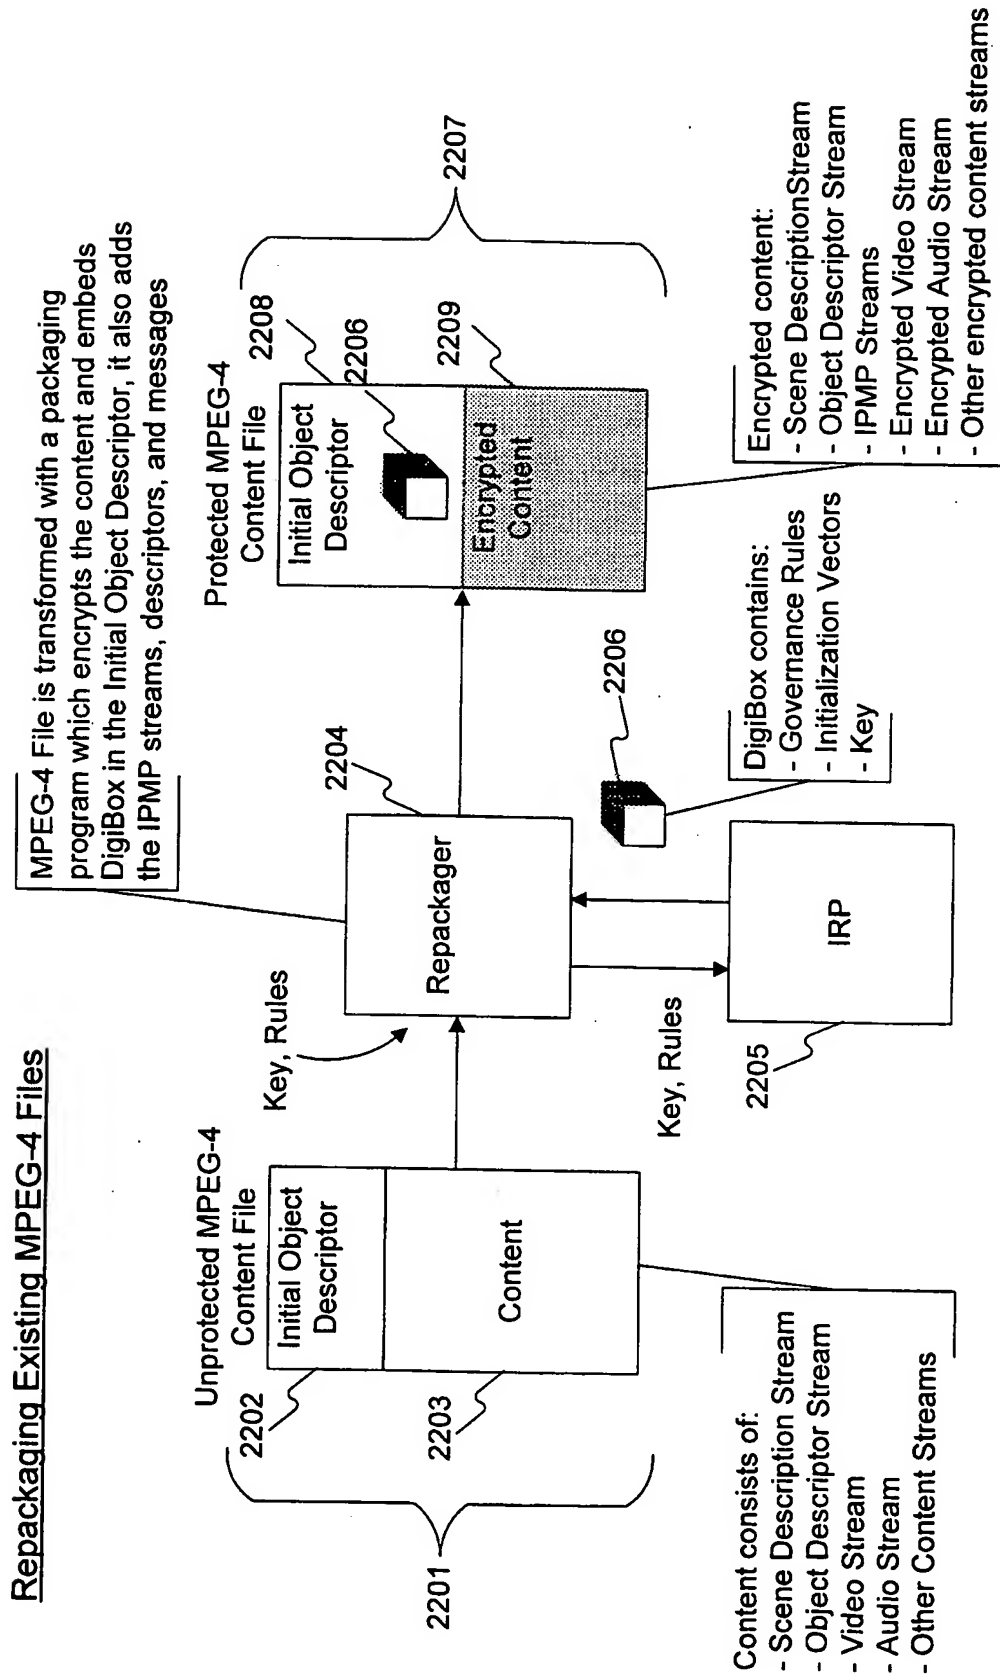 Repackaging Existing MPEG-4 Files
MPEG-4 File is transformed with a packaging
program which encrypts the content and embeds
DigiBox in the Initial Object Descriptor, it also adds
the IPMP streams, descriptors, and messages
Unprotected MPEG-4
Content File
Initial Object
Descriptor
Content
2202
2203
2201
Content consists of:
- Scene Description Stream
- Object Descriptor Stream
- Video Stream
- Audio Stream
- Other Content Streams
Key, Rules
Repackager
2204
Key, Rules
IRP
2205
2206
DigiBox contains:
- Governance Rules
- Initialization Vectors
- Key
Protected MPEG-4
Content File
Initial Object
Descriptor
Encrypted
Content
2208
2206
2209
2207
Encrypted content:
- Scene DescriptionStream
- Object Descriptor Stream
- IPMP Streams
- Encrypted Video Stream
- Encrypted Audio Stream
- Other encrypted content streams